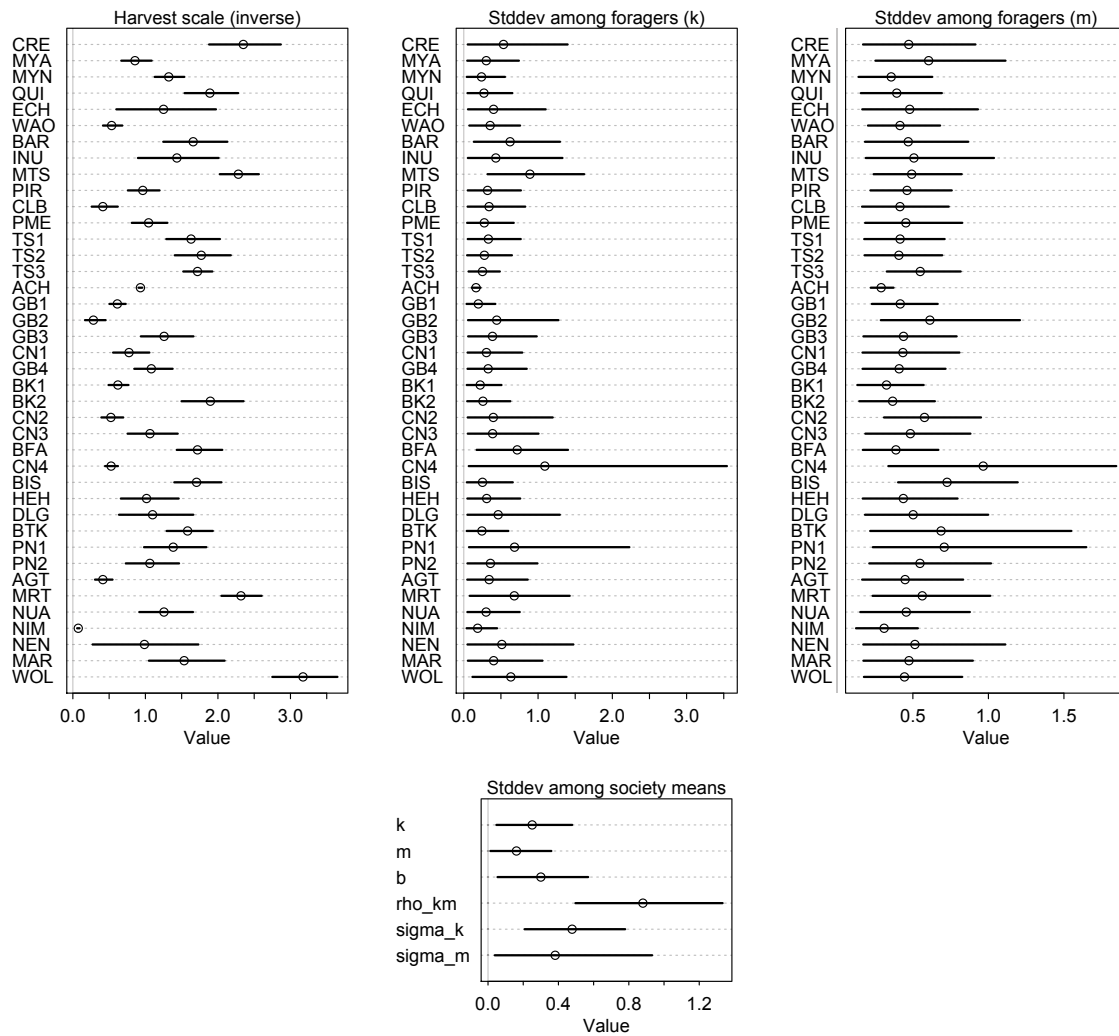 Harvest scale (inverse)
CRE
MYA
MYN
QUI
ECH
WAO
BAR
INU
MTS
PIR
CLB
PME
TS1
TS2
TS3
ACH
GB1
GB2
GB3
CN1
GB4
BK1
BK2
CN2
CN3
BFA
CN4
BIS
HEH
DLG
BTK
PN1
PN2
AGT
MRT
NUA
NIM
NEN
MAR
WOL
0.0 1.0 2.0 3.0
Value
Stddev among foragers (k)
CRE
MYA
MYN
QUI
ECH
WAO
BAR
INU
MTS
PIR
CLB
PME
TS1
TS2
TS3
ACH
GB1
GB2
GB3
CN1
GB4
BK1
BK2
CN2
CN3
BFA
CN4
BIS
HEH
DLG
BTK
PN1
PN2
AGT
MRT
NUA
NIM
NEN
MAR
WOL
0.0 1.0 2.0 3.0
Value
Stddev among foragers (m)
CRE
MYA
MYN
QUI
ECH
WAO
BAR
INU
MTS
PIR
CLB
PME
TS1
TS2
TS3
ACH
GB1
GB2
GB3
CN1
GB4
BK1
BK2
CN2
CN3
BFA
CN4
BIS
HEH
DLG
BTK
PN1
PN2
AGT
MRT
NUA
NIM
NEN
MAR
WOL
0.5 1.0 1.5
Value
Stddev among society means
k
m
b
rho_km
sigma_k
sigma_m
0.0 0.4 0.8 1.2
Value